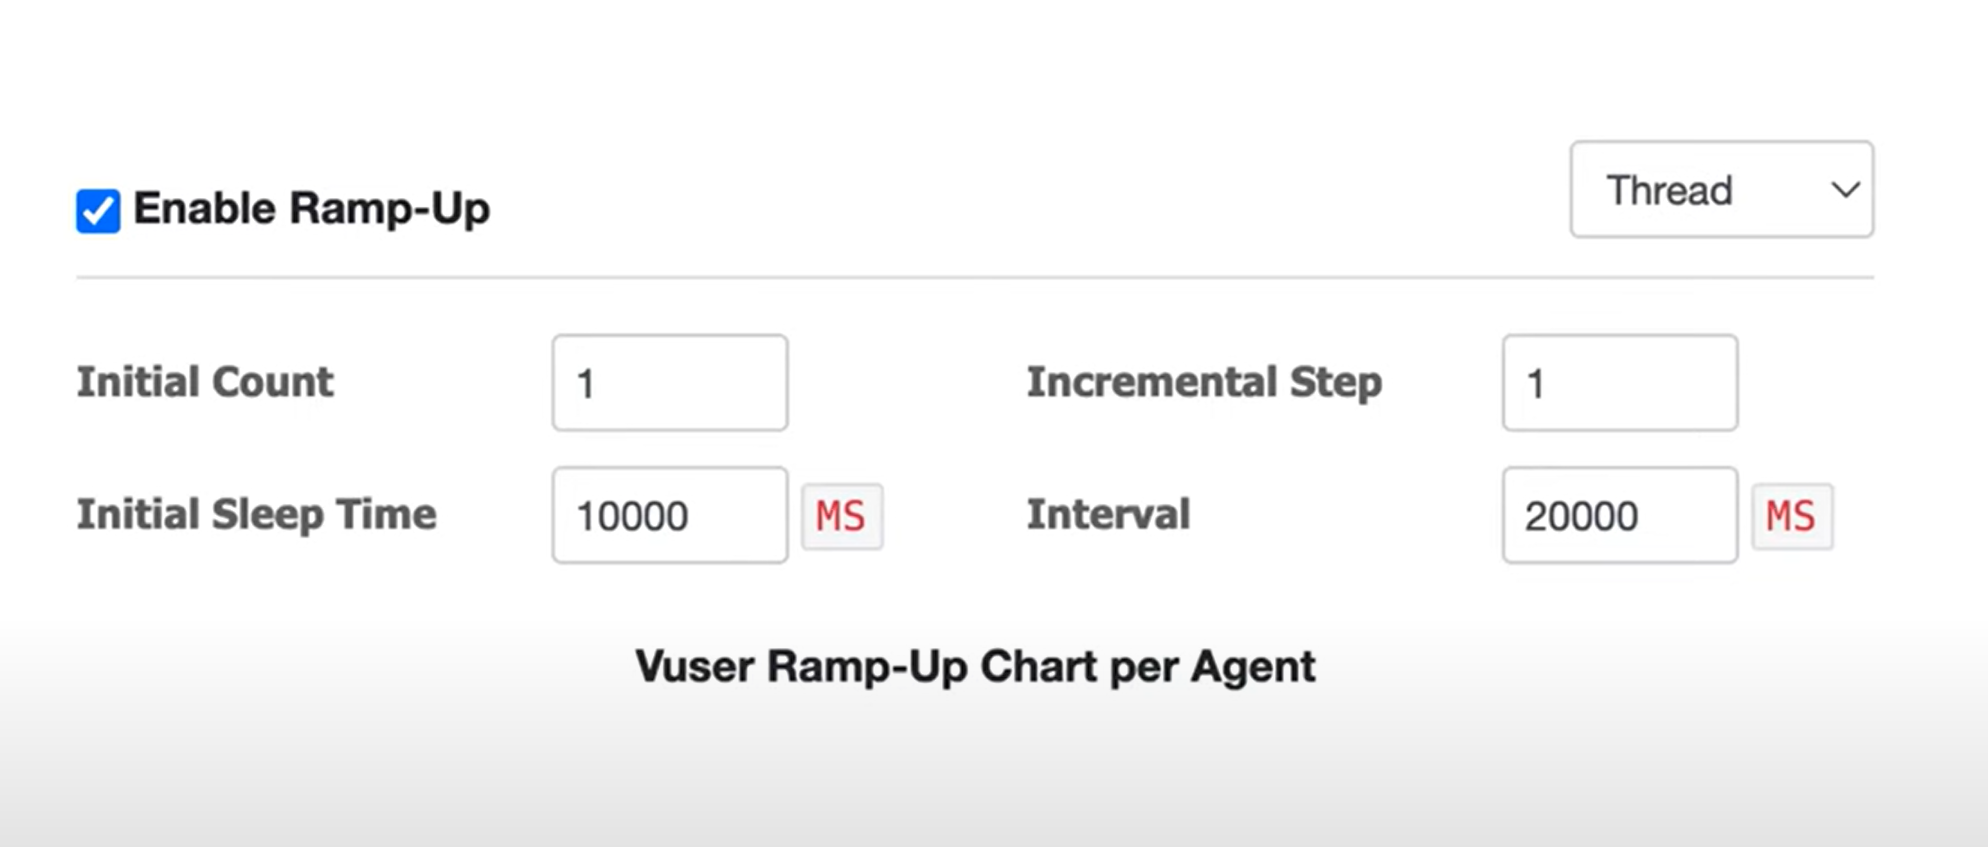 Enable Ramp-Up Thread
Initial Count 1 Incremental Step 1
Initial Sleep Time 10000 MS Interval 20000 MS
Vuser Ramp-Up Chart per Agent